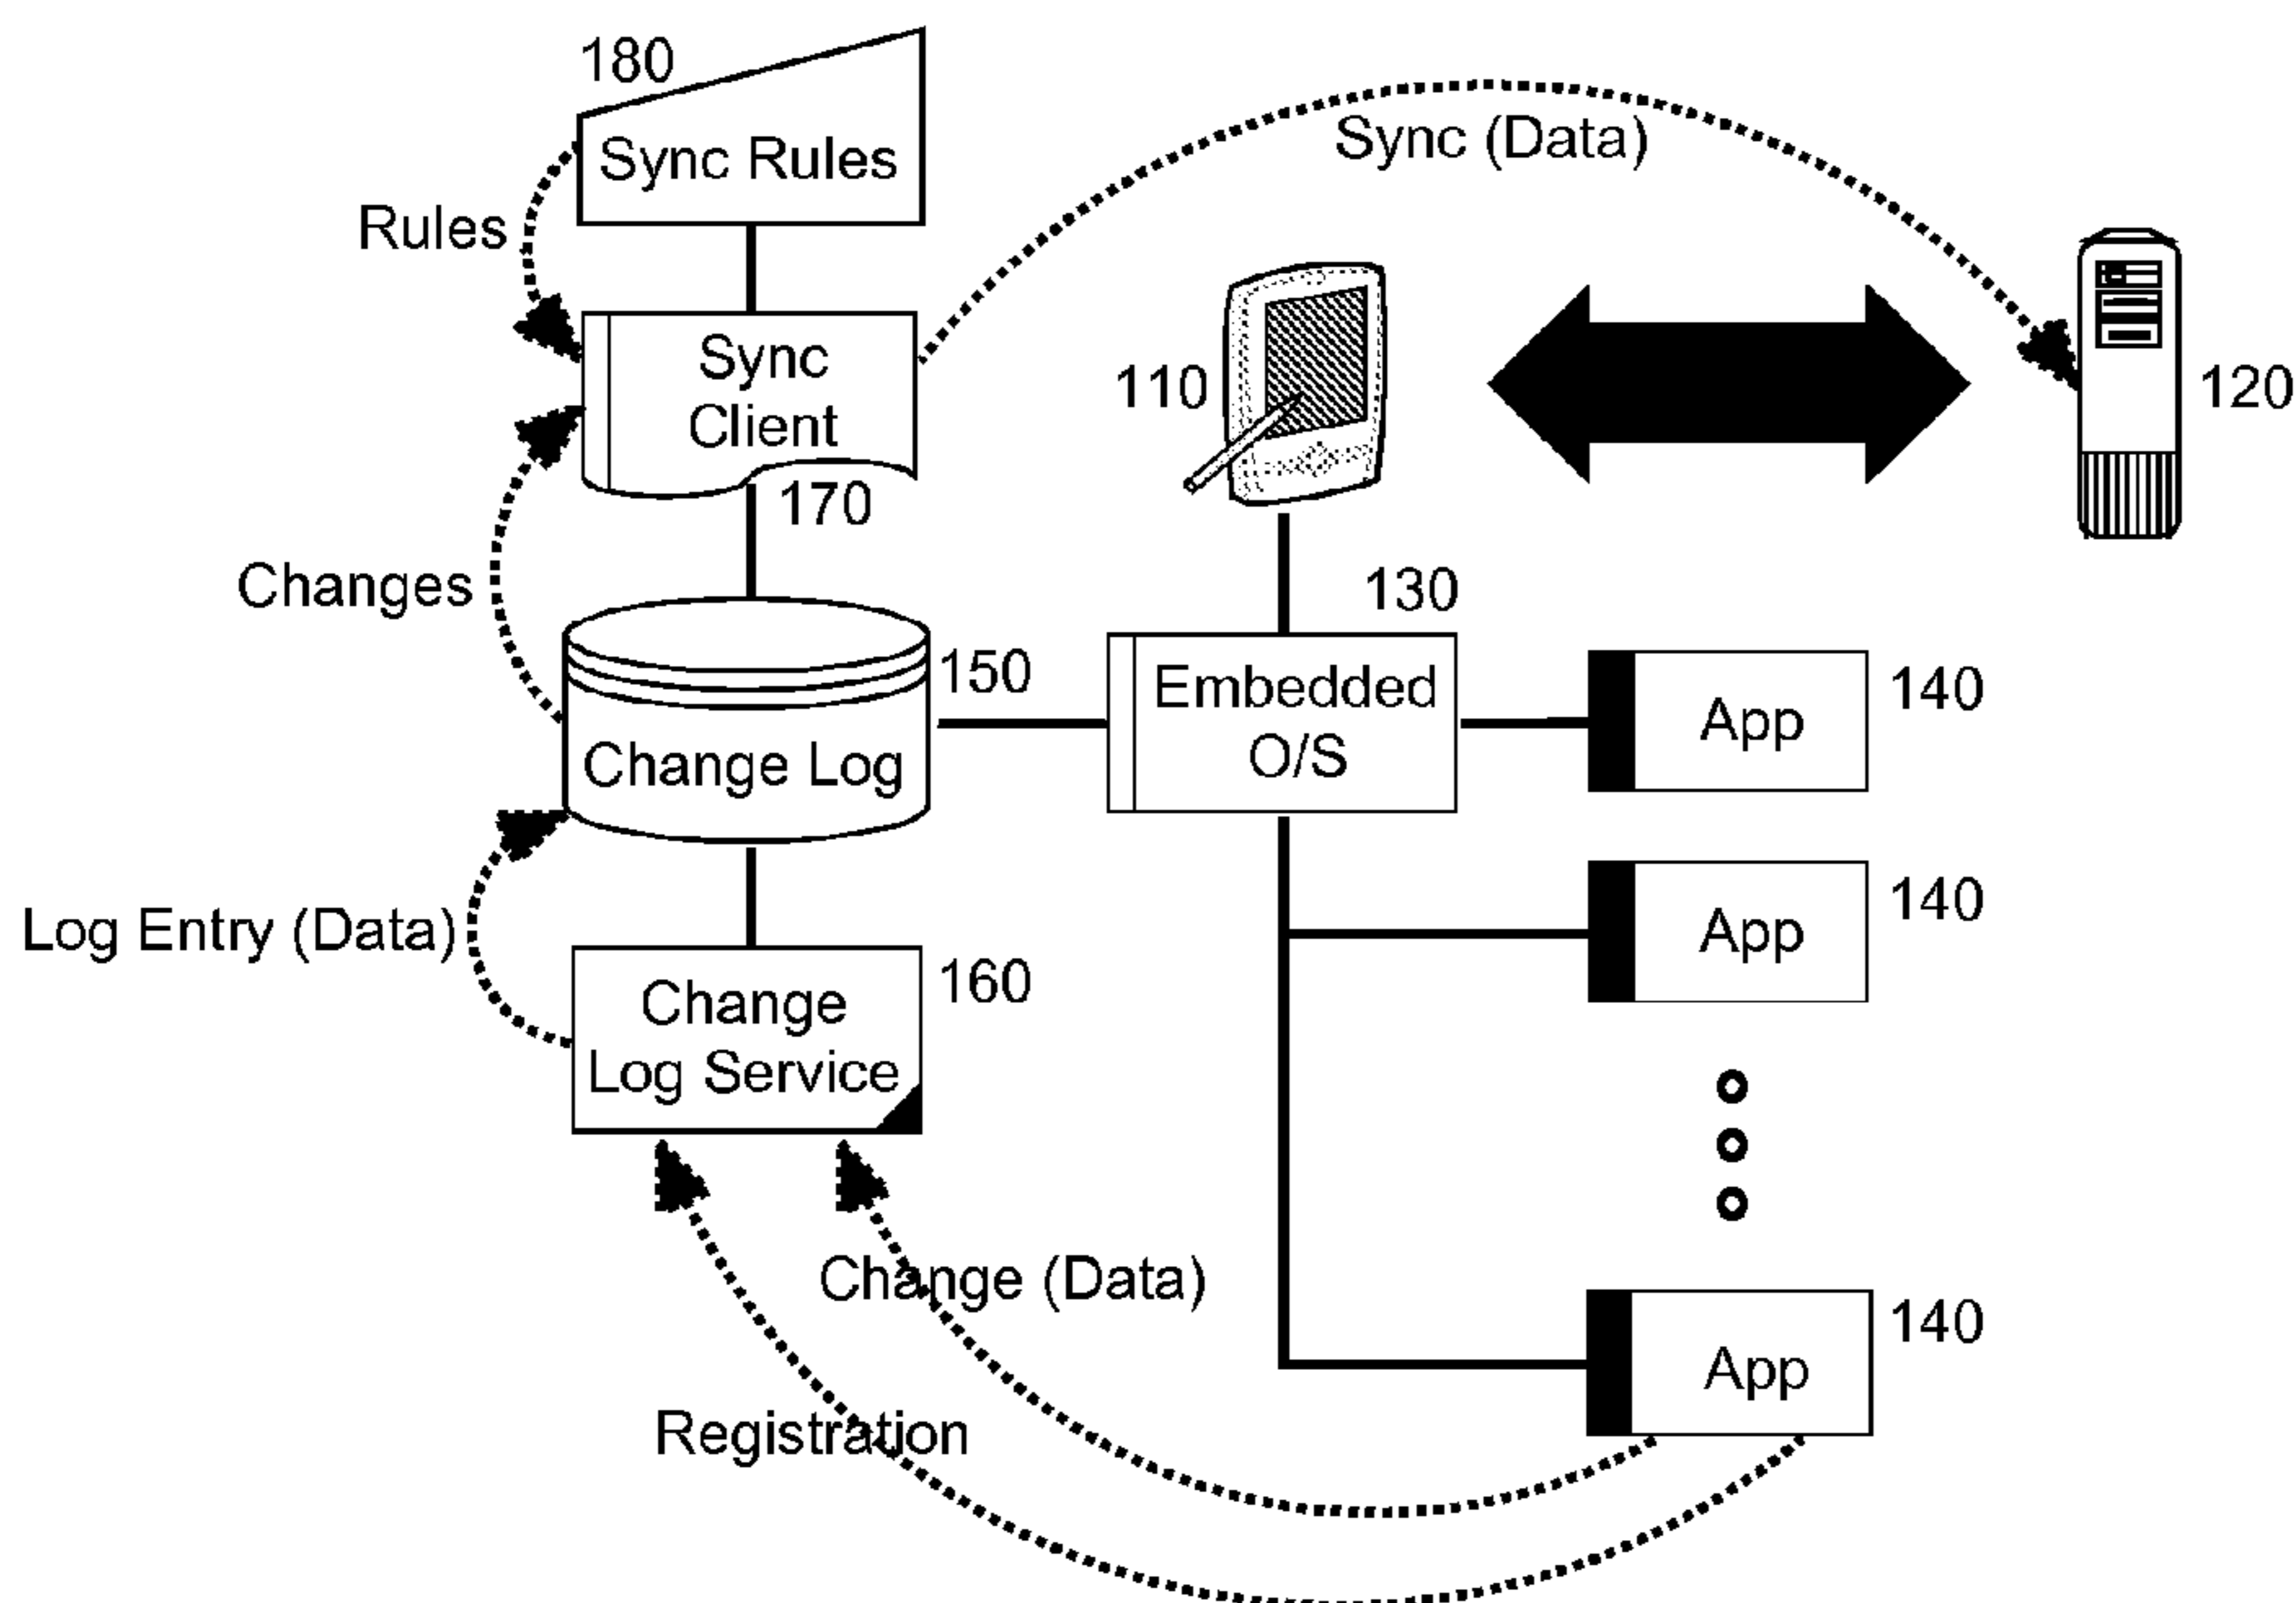 180
Sync Rules
Sync (Data)
Rules
Sync
Client
110
120
170
Changes
130
150
Embedded
O/S
App
140
Change Log
App
140
Log Entry (Data)
160
Change
Log Service
Change (Data)
140
App
Registration